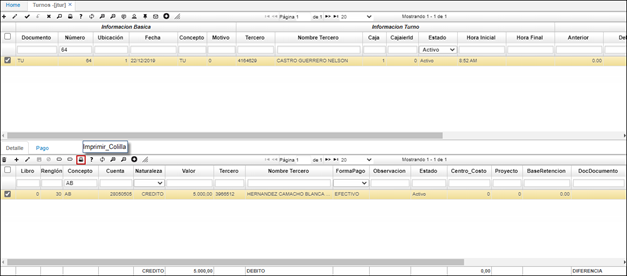 Home Turnos -[jtur] ×
Página 1 de 1 20 Mostrando 1 - 1 de 1
Informacion Basica Informacion Turno
Documento Número Ubicación Fecha Concepto Motivo Tercero Nombre Tercero Caja CajaierId Estado Hora Inicial Hora Final Anterior
64 Activo
TU 64 1 22/12/2018 TU 0 4164629 CASTRO GUERRERO NELSON 1 0 Activo 8:52 AM 0.00
Detalle Pago Imprimir_Colilla
Página 1 de 1 20 Mostrando 1 - 1 de 1
Libro Renglón Concepto Cuenta Naturaleza Valor Tercero Nombre Tercero FormaPago Observacion Estado Centro_Costo Proyecto BaseRetencion DocDocumento
AB
0 30 AB CREDITO 5.000,00 HERNANDEZ CAMACHO BLANCA ... EFECTIVO Activo 0 0 0.00
CREDITO 5.000,00 DEBITO 0,00 DIFERENCIA